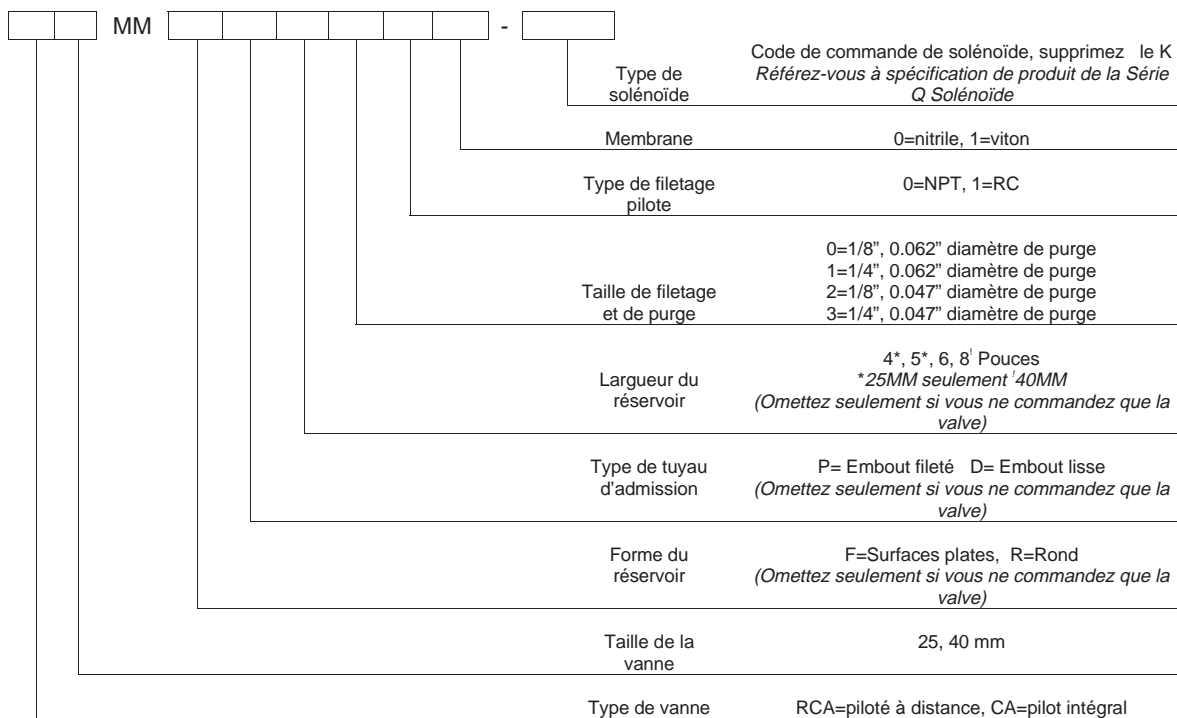 MM -
Code de commande de solénoïde, supprimez le K
Type de Référez-vous à spécification de produit de la Série
solénoïde Q Solénoïde
Membrane 0=nitrile, 1=viton
Type de filetage 0=NPT, 1=RC
pilote
0=1/8”, 0.062” diamètre de purge
1=1/4”, 0.062” diamètre de purge
Taille de filetage 2=1/8”, 0.047” diamètre de purge
et de purge 3=1/4”, 0.047” diamètre de purge
4*, 5*, 6, 8! Pouces
Largueur du *25MM seulement !40MM
réservoir (Omettez seulement si vous ne commandez que la
valve)
Type de tuyau P= Embout fileté D= Embout lisse
d’admission (Omettez seulement si vous ne commandez que la
valve)
Forme du F=Surfaces plates, R=Rond
réservoir (Omettez seulement si vous ne commandez que la
valve)
Taille de la 25, 40 mm
vanne
Type de vanne RCA=piloté à distance, CA=pilot intégral